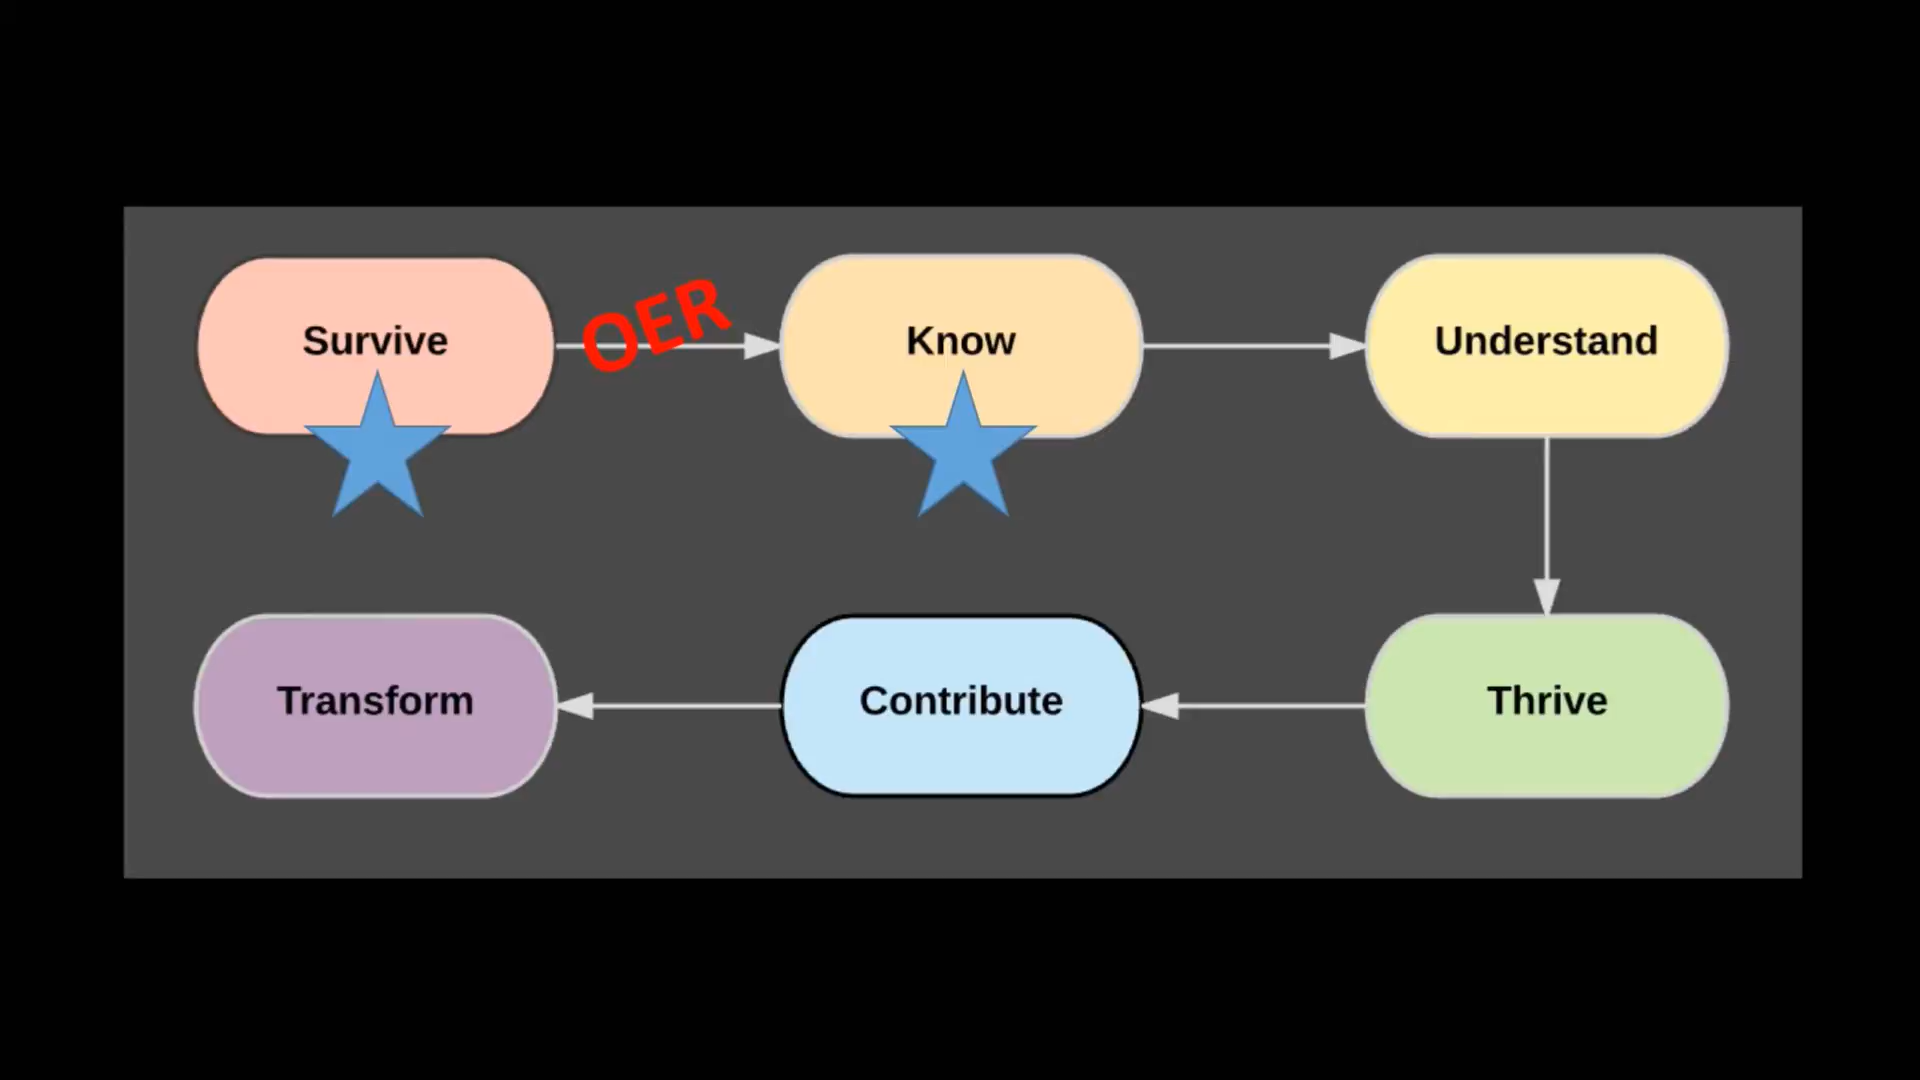 Survive
OER
Know
Understand
Transform
Contribute
Thrive